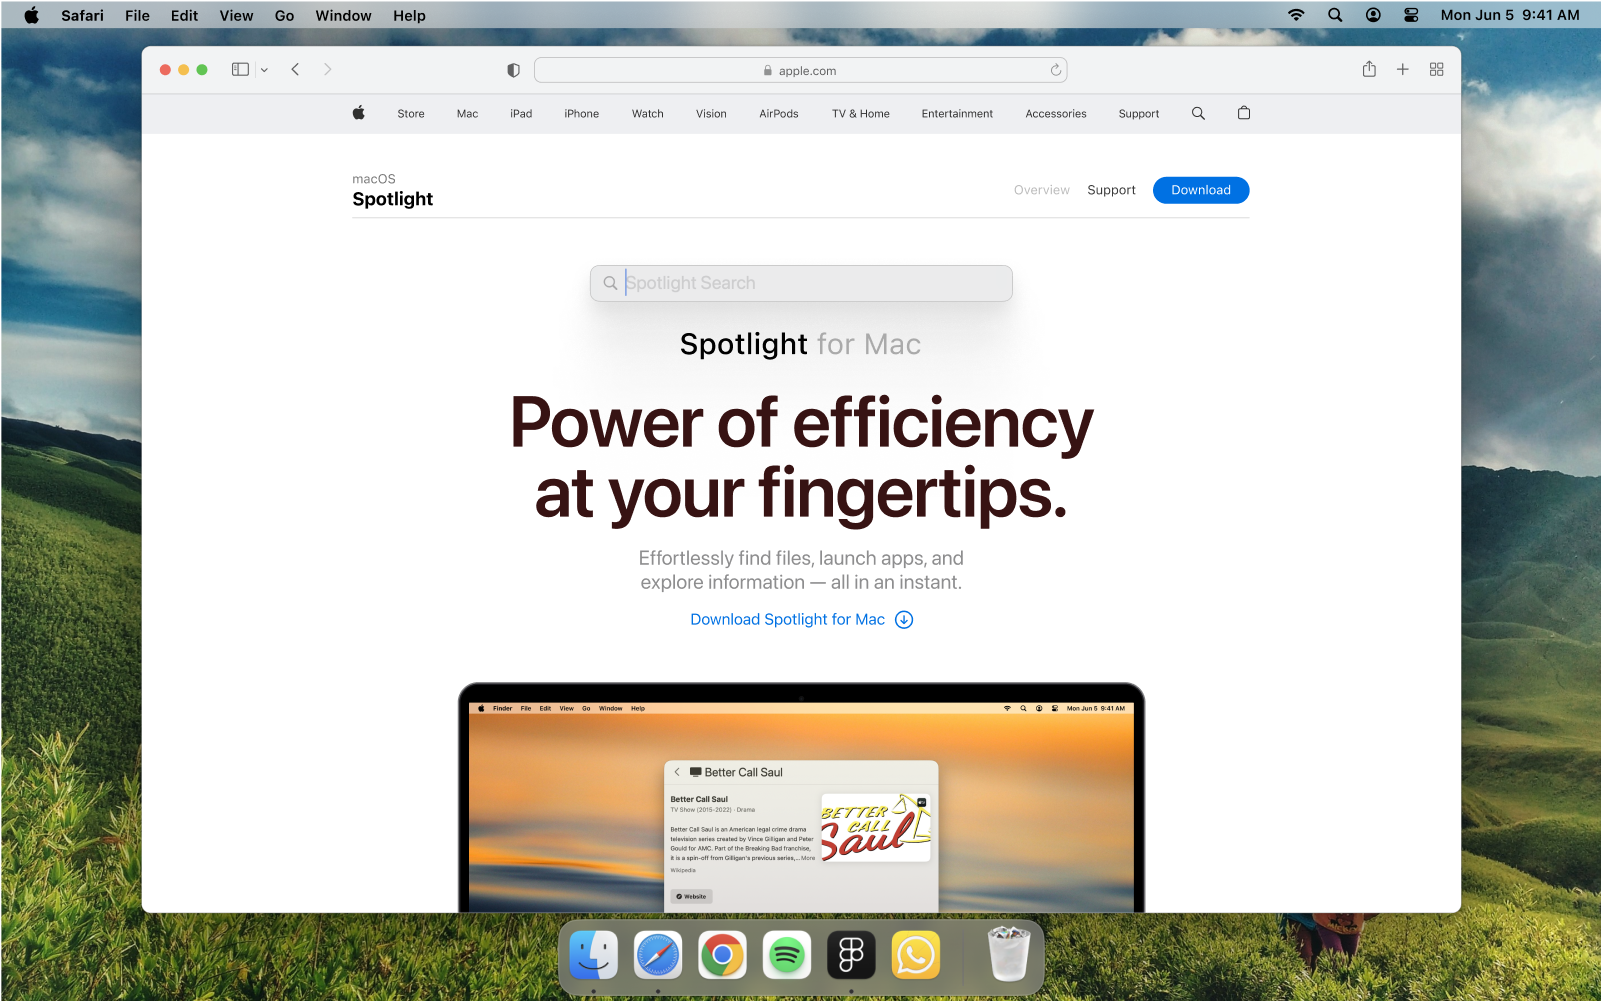 Safari File Edit View Go Window Help Mon Jun 5 9:41 AM
apple.com
Store Mac iPad iPhone Watch Vision AirPods TV & Home Entertainment Accessories Support
macOS
Spotlight
Overview Support Download
Spotlight Search
Spotlight for Mac
Power of efficiency
at your fingertips.
Effortlessly find files, launch apps, and
explore information — all in an instant.
Download Spotlight for Mac
Finder File Edit View Go Window Help Mon Jun 5 9:41 AM
Better Call Saul
Better Call Saul
TV Show (2015-2022) · Drama
Better Call Saul is an American legal crime drama
television series created by Vince Gilligan and Peter
Gould for AMC. Part of the Breaking Bad franchise,
it is a spin-off from Gilligan's previous series,... More
Wikipedia
Website
BETTER
CALL
Saul